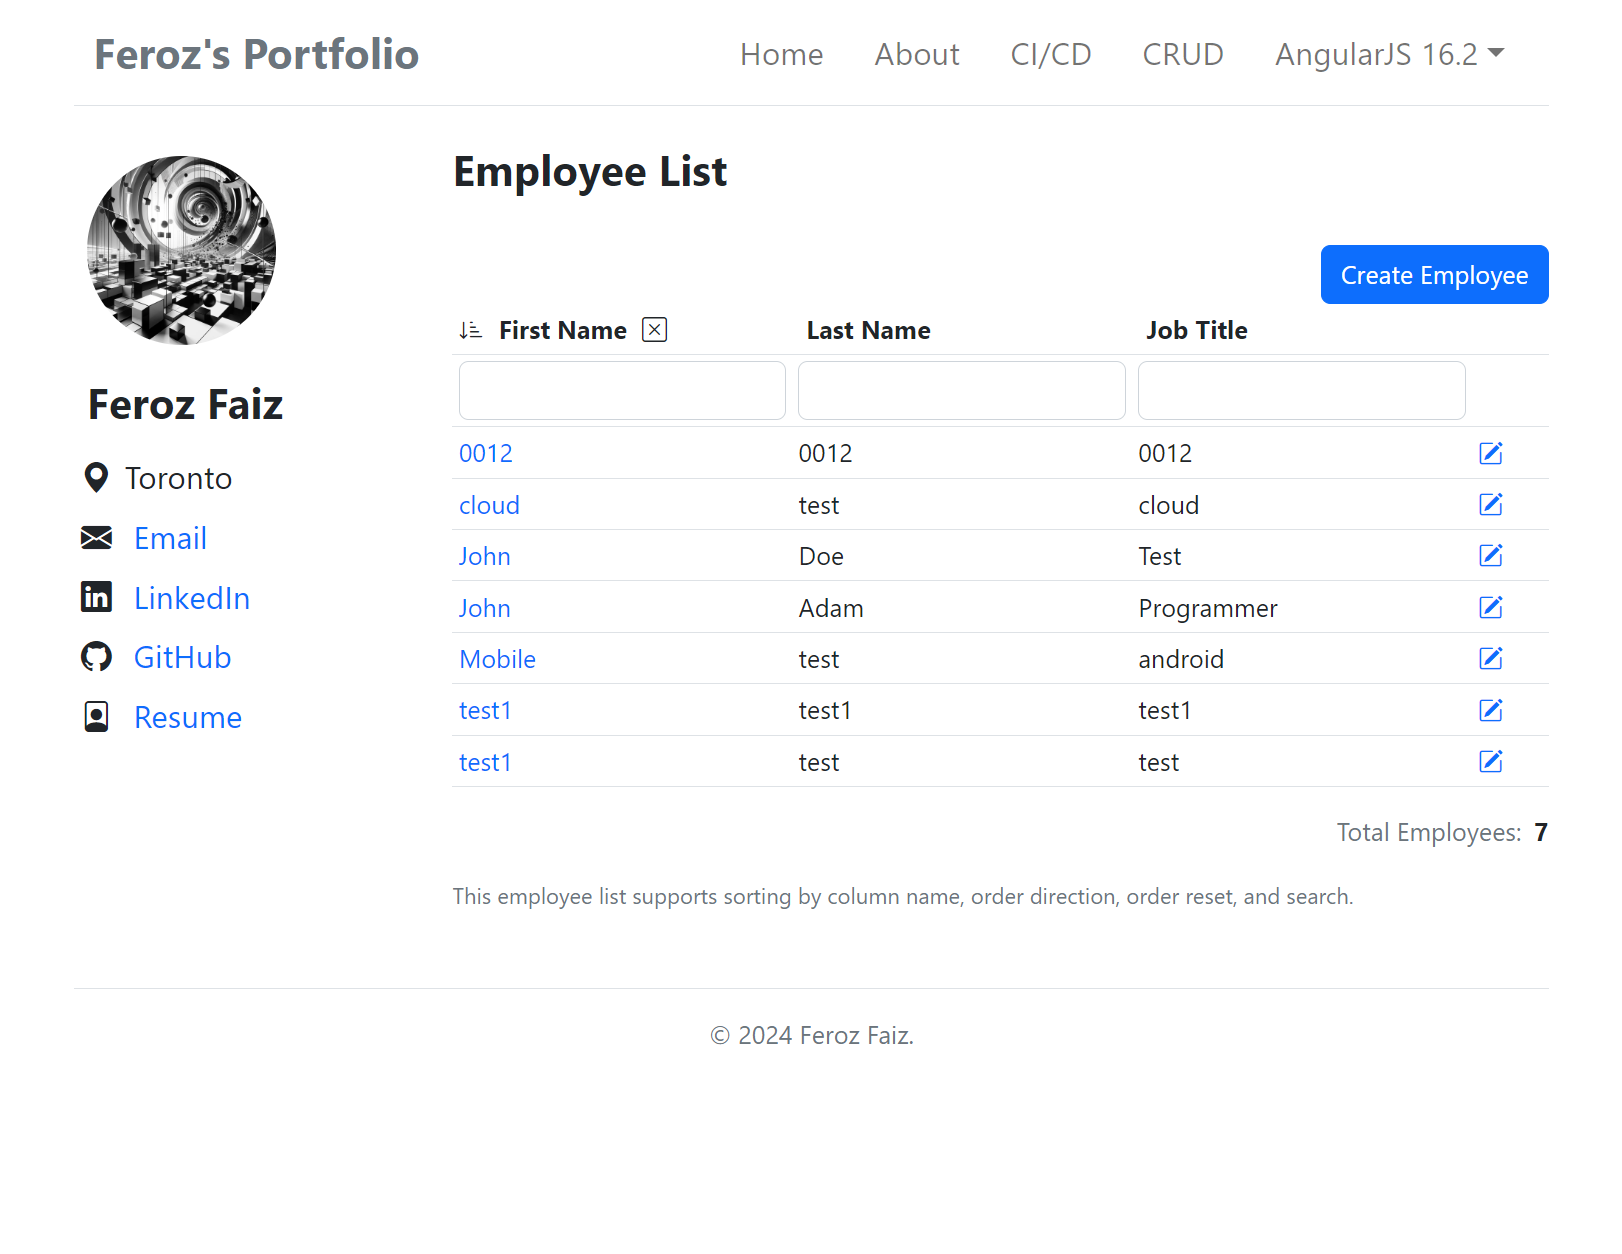 Feroz's Portfolio Home About CI/CD CRUD AngularJS 16.2
Feroz Faiz
Toronto
Email
LinkedIn
GitHub
Resume
Employee List
Create Employee
First Name Last Name Job Title
0012 0012 0012
cloud test cloud
John Doe Test
John Adam Programmer
Mobile test android
test1 test1 test1
test1 test test
Total Employees: 7
This employee list supports sorting by column name, order direction, order reset, and search.
© 2024 Feroz Faiz.